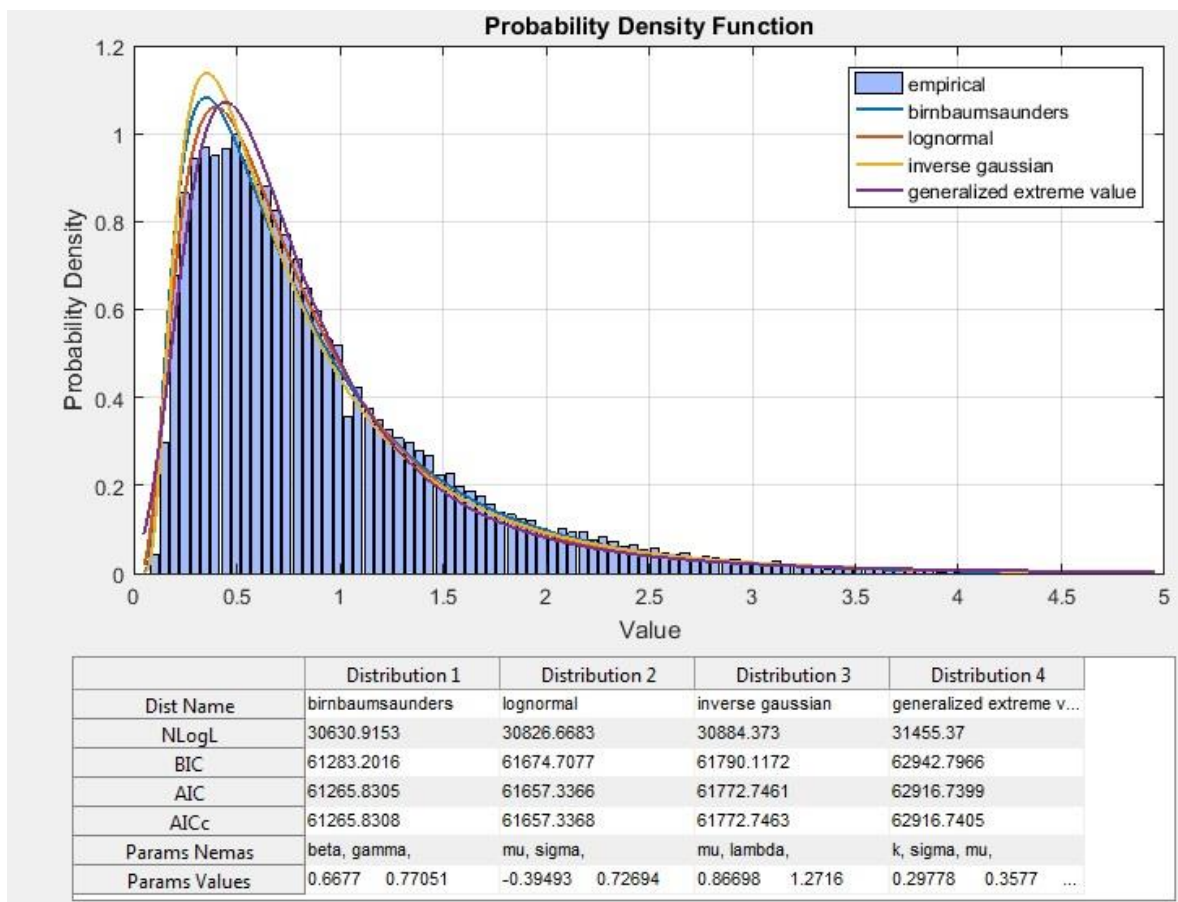 Probability Density Function
1.2
1
0.8
0.6
0.4
0.2
0
Probability Density
empirical
birnbaumsaunders
lognormal
inverse gaussian
generalized extreme value
0 0.5 1 1.5 2 2.5 3 3.5 4 4.5 5
Value
Distribution 1 Distribution 2 Distribution 3 Distribution 4
Dist Name birnbaumsaunders lognormal inverse gaussian generalized extreme v...
NLogL 30630.9153 30826.6683 30884.373 31455.37
BIC 61283.2016 61674.7077 61790.1172 62942.7966
AIC 61265.8305 61657.3366 61772.7461 62916.7399
AICc 61265.8308 61657.3368 61772.7463 62916.7405
Params Nemas beta, gamma, mu, sigma, mu, lambda, k, sigma, mu,
Params Values 0.6677 0.77051 -0.39493 0.72694 0.86698 1.2716 0.29778 0.3577 ...